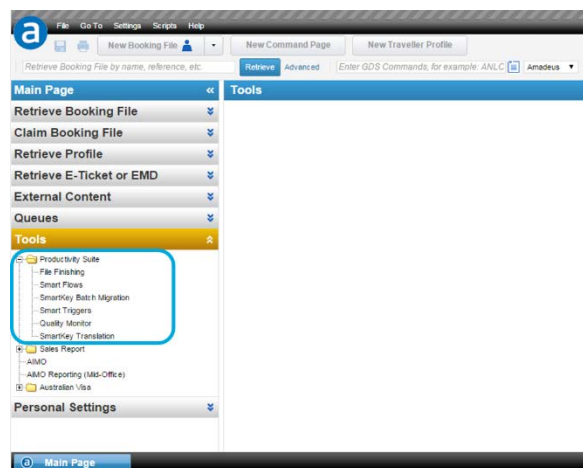 a
File Go To Settings Scripts Help
New Booking File New Command Page New Traveller Profile
Retrieve Booking File by name, reference, etc. Retrieve Advanced Enter GDS Commands, for example: ANLC Amadeus
Main Page « Tools
Retrieve Booking File
Claim Booking File
Retrieve Profile
Retrieve E-Ticket or EMD
External Content
Queues
Tools
Productivity Suite
File Finishing
Smart Flows
SmartKey Batch Migration
Smart Triggers
Quality Monitor
SmartKey Translation
Sales Report
AIMO
AIMO Reporting (Mid-Office)
Australian Visa
Personal Settings
a Main Page